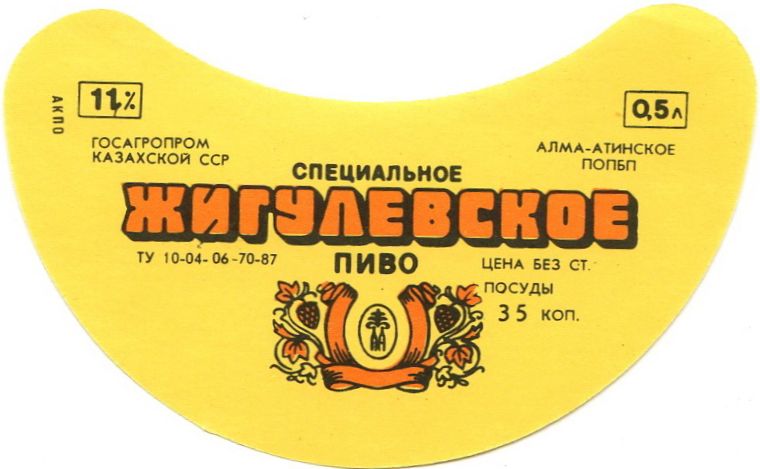 11%
0,5л
АКПО
ГОСАГРОПРОМ
КАЗАХСКОЙ ССР
АЛМА-АТИНСКОЕ
ПОПБП
СПЕЦИАЛЬНОЕ
ЖИГУЛЕВСКОЕ
ПИВО
ТУ 10-04-06-70-87
ЦЕНА БЕЗ СТ.
ПОСУДЫ
35 КОП.